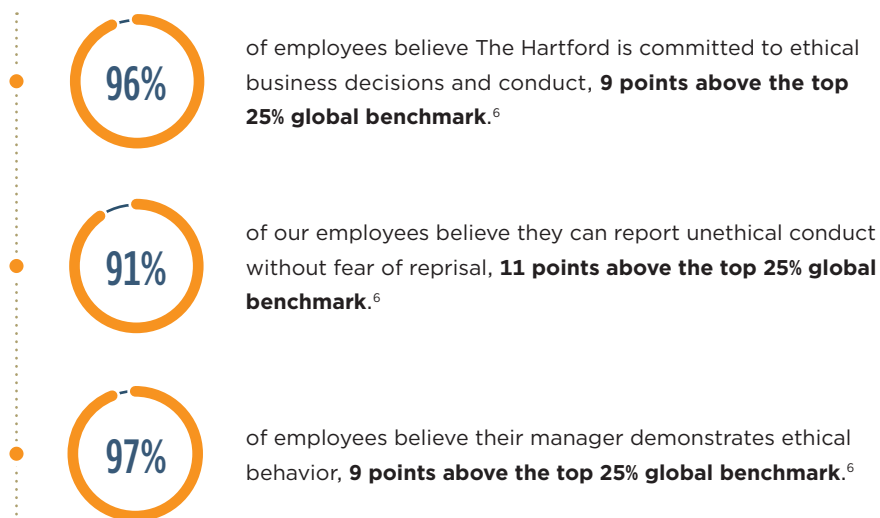 96%
of employees believe The Hartford is committed to ethical
business decisions and conduct, 9 points above the top
25% global benchmark.⁶
91%
of our employees believe they can report unethical conduct
without fear of reprisal, 11 points above the top 25% global
benchmark.⁶
97%
of employees believe their manager demonstrates ethical
behavior, 9 points above the top 25% global benchmark.⁶